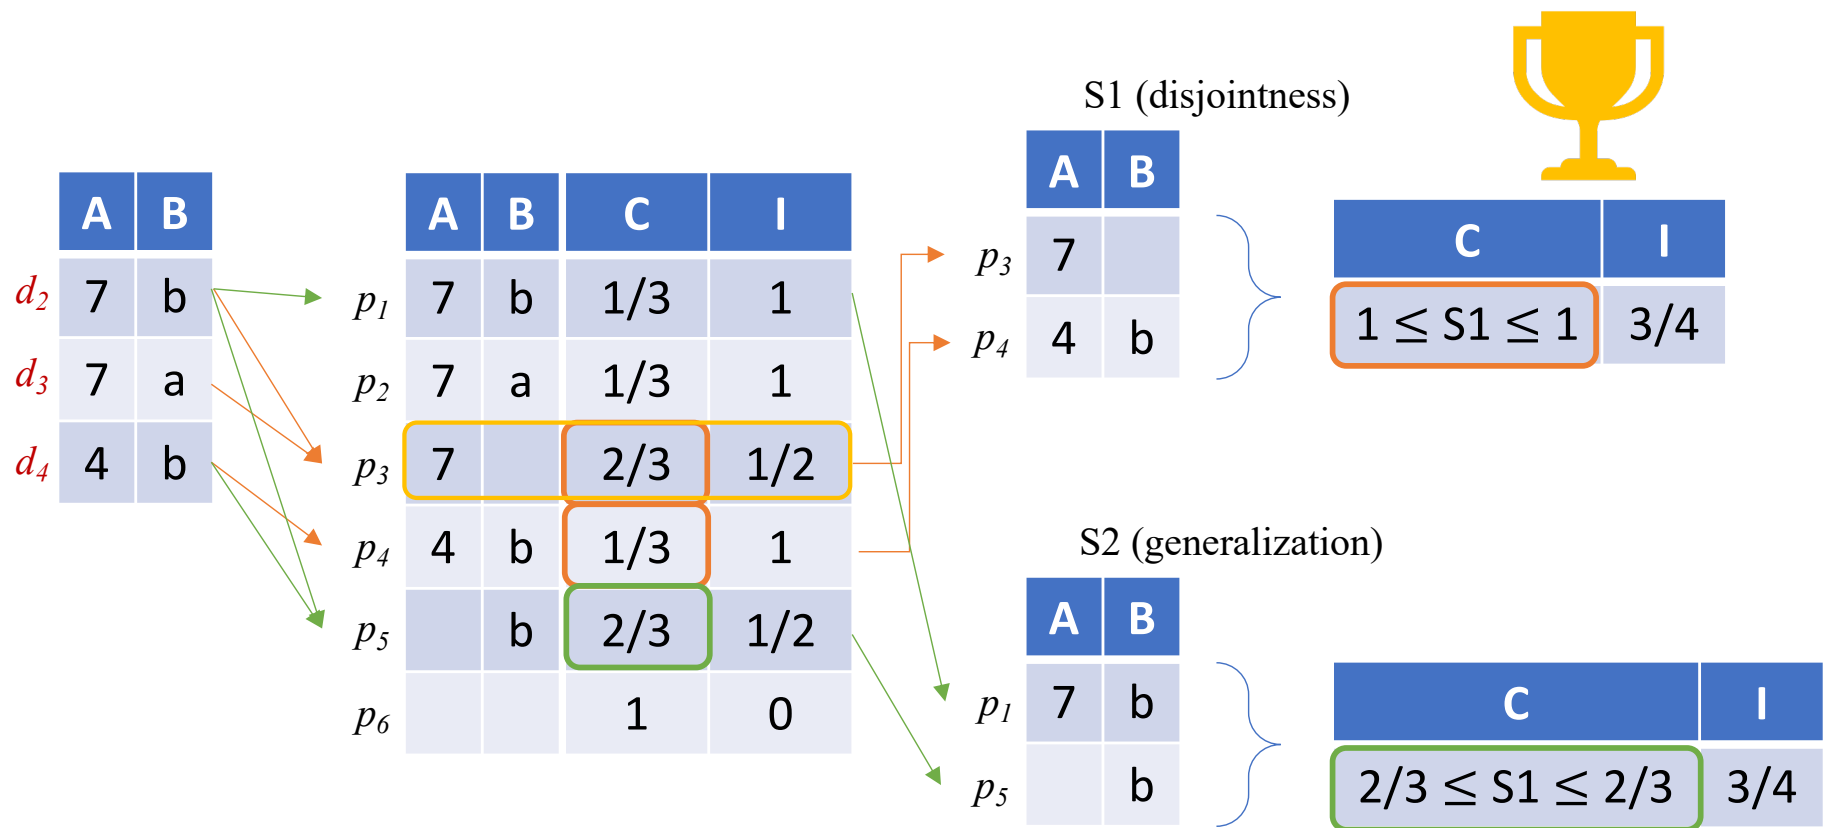 A B
d2 7 b
d3 7 a
d4 4 b
A B C I
p1 7 b 1/3 1
p2 7 a 1/3 1
p3 7 2/3 1/2
p4 4 b 1/3 1
p5 b 2/3 1/2
p6 1 0
S1 (disjointness)
A B
p3 7
p4 4 b
C I
1 ≤ S1 ≤ 1 3/4
S2 (generalization)
A B
p1 7 b
p5 b
C I
2/3 ≤ S1 ≤ 2/3 3/4